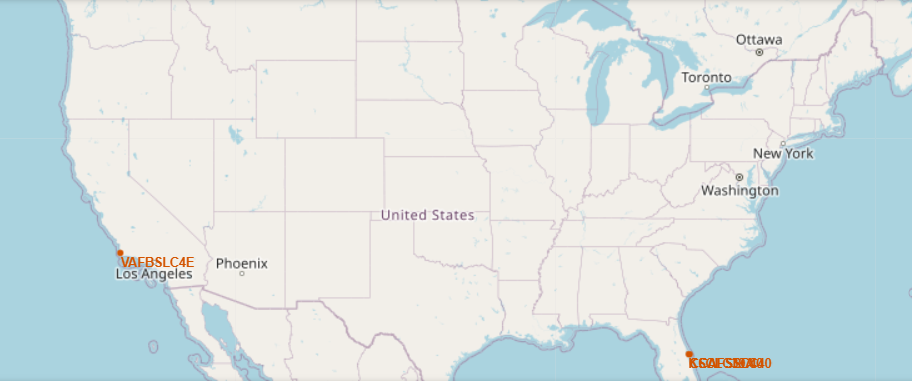 Ottawa
Toronto
New York
Washington
United States
VAFBSLC4E
Phoenix
Los Angeles